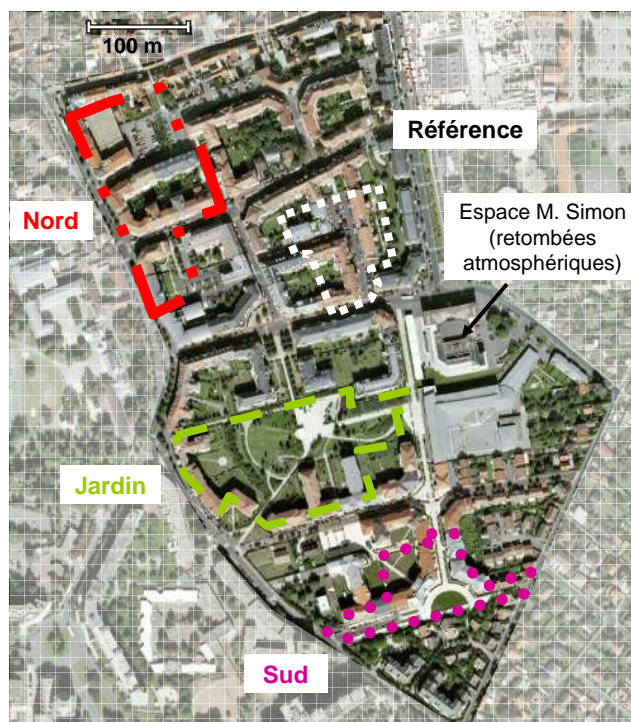 100 m
Référence
Nord
Espace M. Simon
(retombées
atmosphériques)
Jardin
Sud